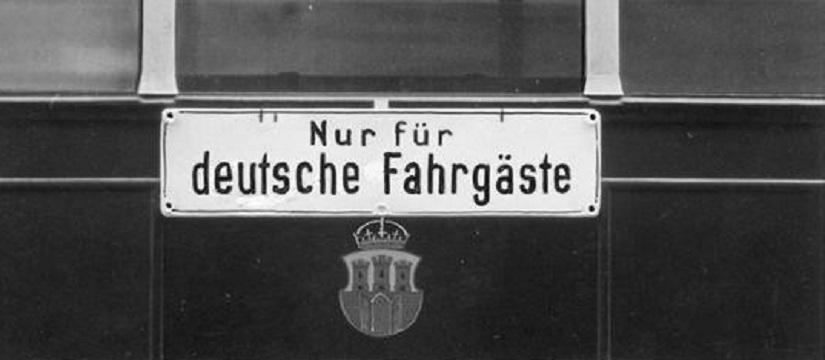 Nur für
deutsche Fahrgäste